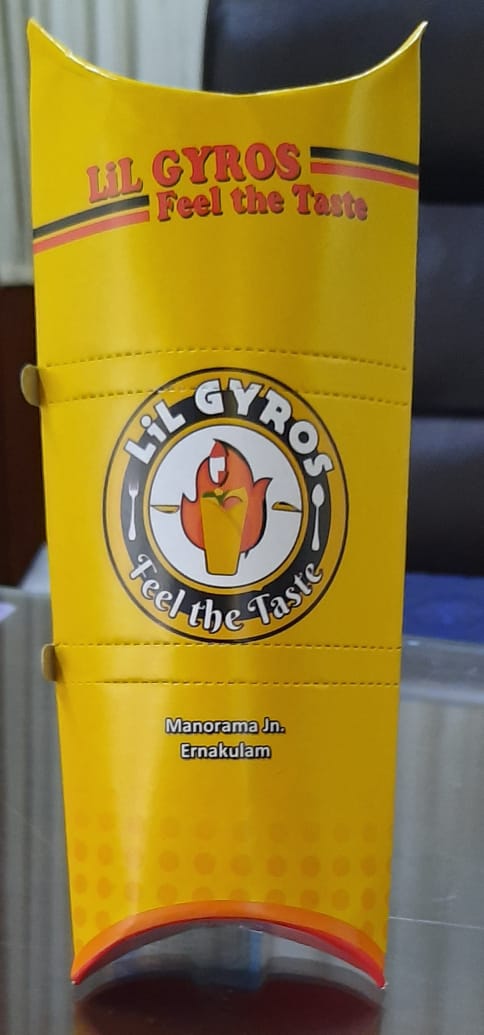 LiL GYROS
Feel the Taste
LiL GYROS
Feel the Taste
Manorama Jn.
Ernakulam